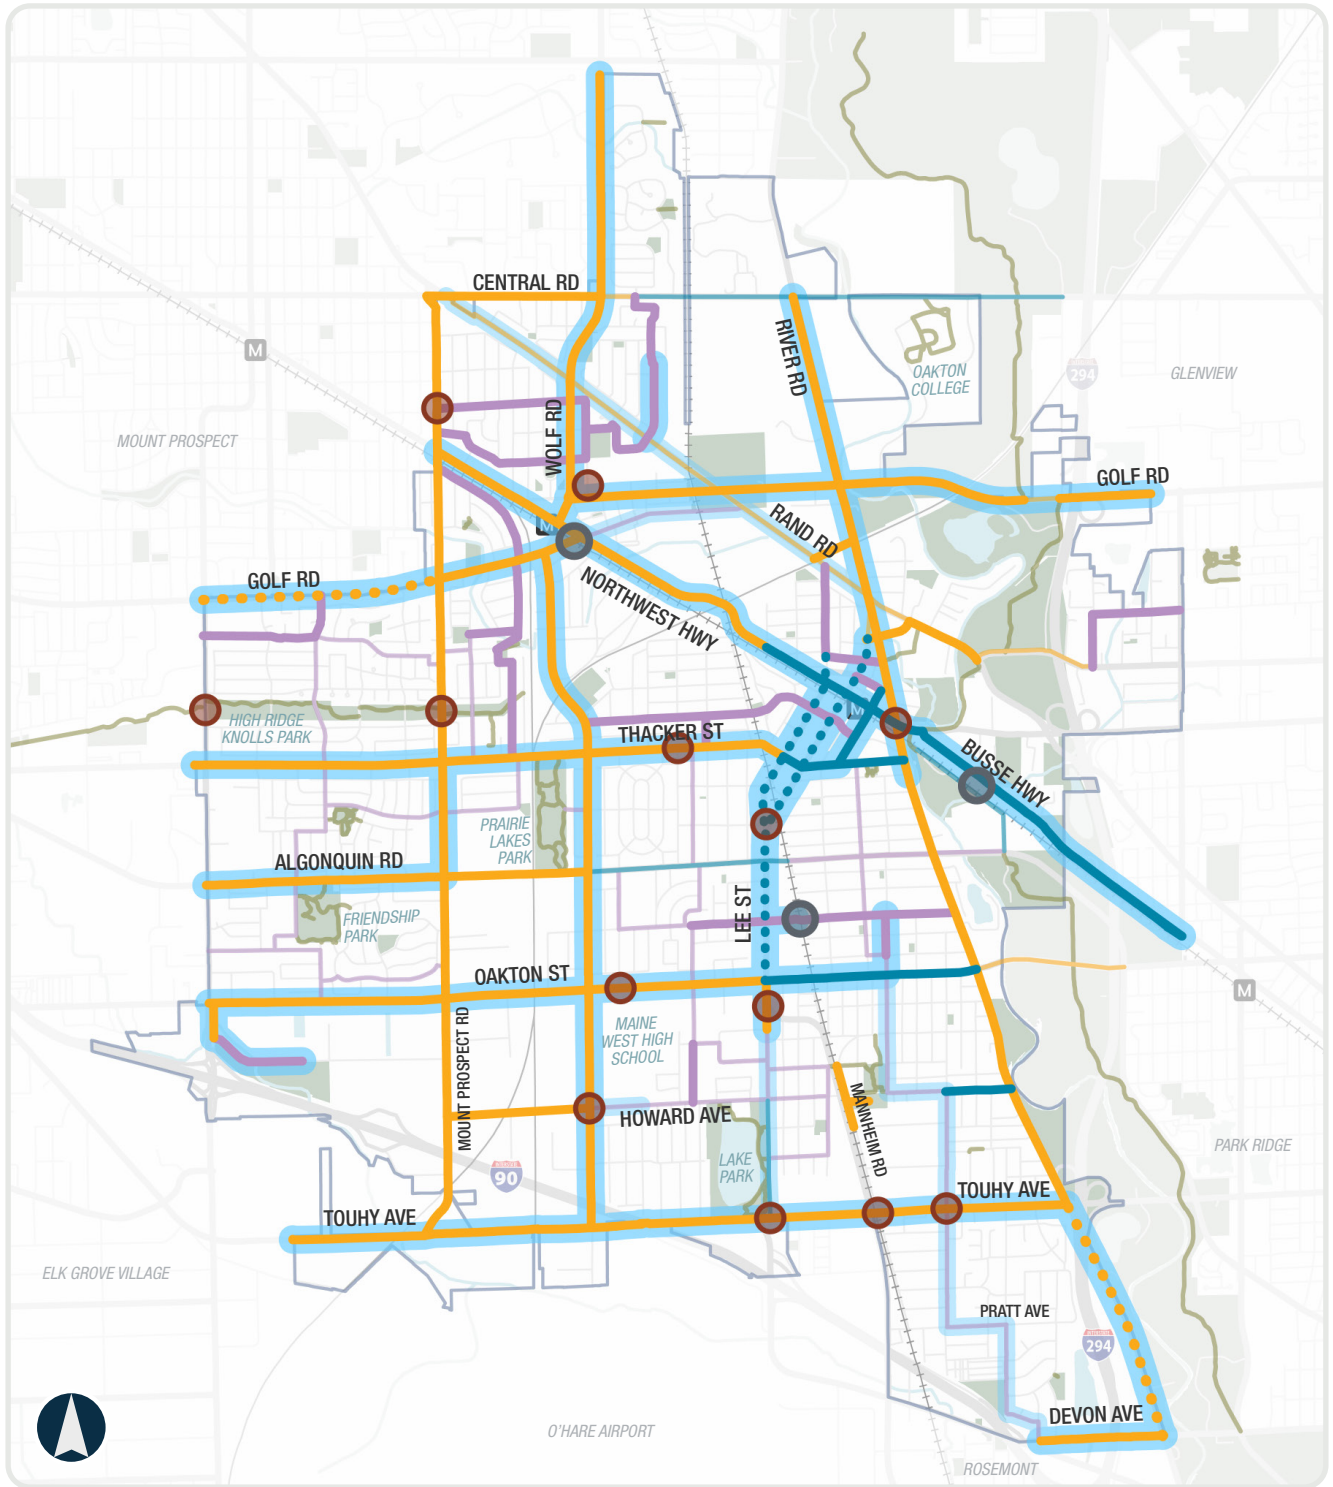 CENTRAL RD
RIVER RD
OAKTON
COLLEGE
294
GLENVIEW
M
MOUNT PROSPECT
WOLF RD
GOLF RD
M
RAND RD
GOLF RD
NORTHWEST HWY
HIGH RIDGE
KNOLLS PARK
M
THACKER ST
BUSSE HWY
PRAIRIE
LAKES
PARK
ALGONQUIN RD
FRIENDSHIP
PARK
LEE ST
OAKTON ST
M
MAINE
WEST HIGH
SCHOOL
MOUNT PROSPECT RD
MANNHEIM RD
HOWARD AVE
PARK RIDGE
LAKE
PARK
90
TOUHY AVE
TOUHY AVE
ELK GROVE VILLAGE
PRATT AVE
294
DEVON AVE
O'HARE AIRPORT
ROSEMONT